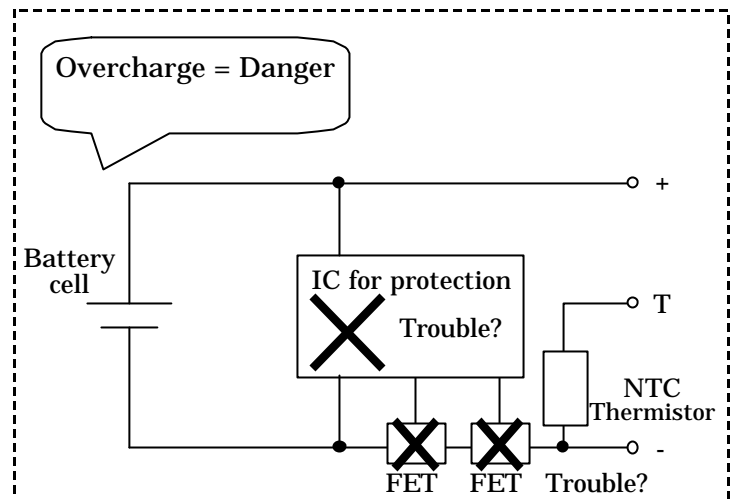 Overcharge = Danger
+
Battery
cell
IC for protection
Trouble?
T
NTC
Thermistor
-
FET FET Trouble?